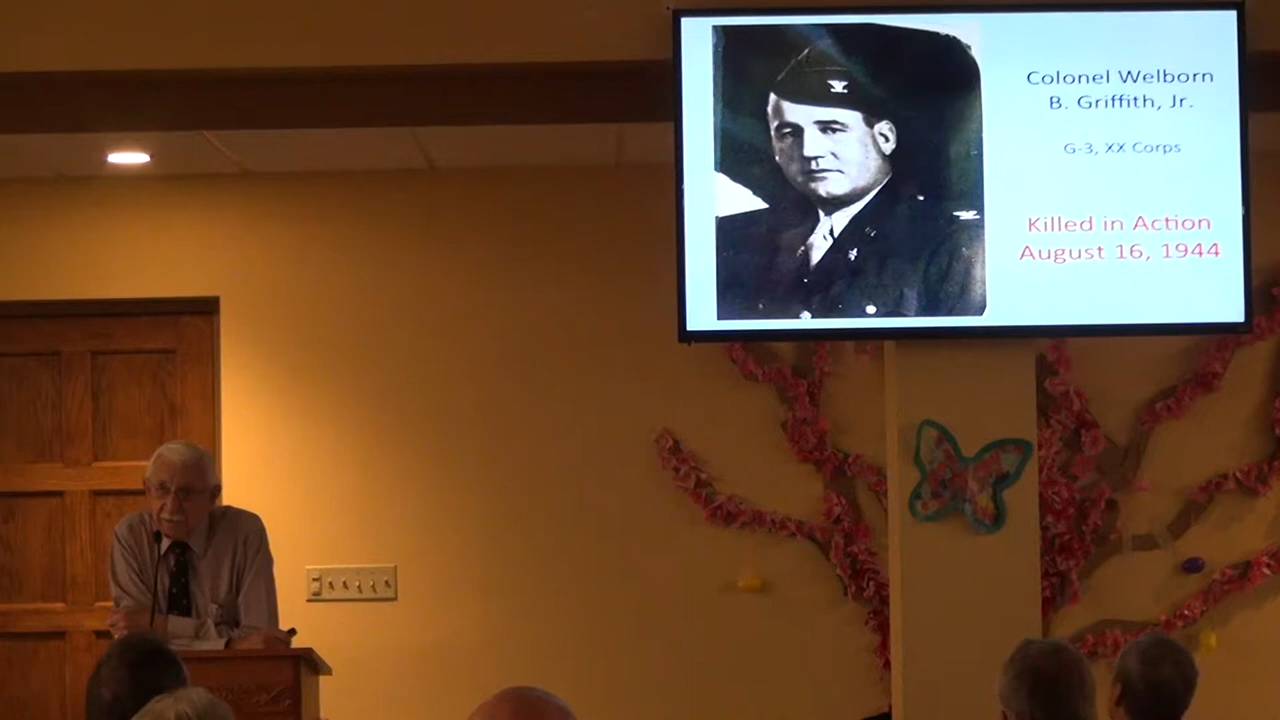 Colonel Welborn
B. Griffith, Jr.
G-3, XX Corps
Killed in Action
August 16, 1944